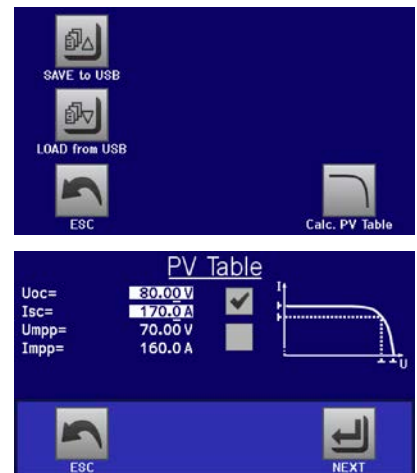 SAVE to USB
LOAD from USB
ESC
Calc. PV Table
PV Table
Uoc= 80.00 V
Isc= 170.0 A
Umpp= 70.00 V
Impp= 160.0 A
I
U
ESC
NEXT